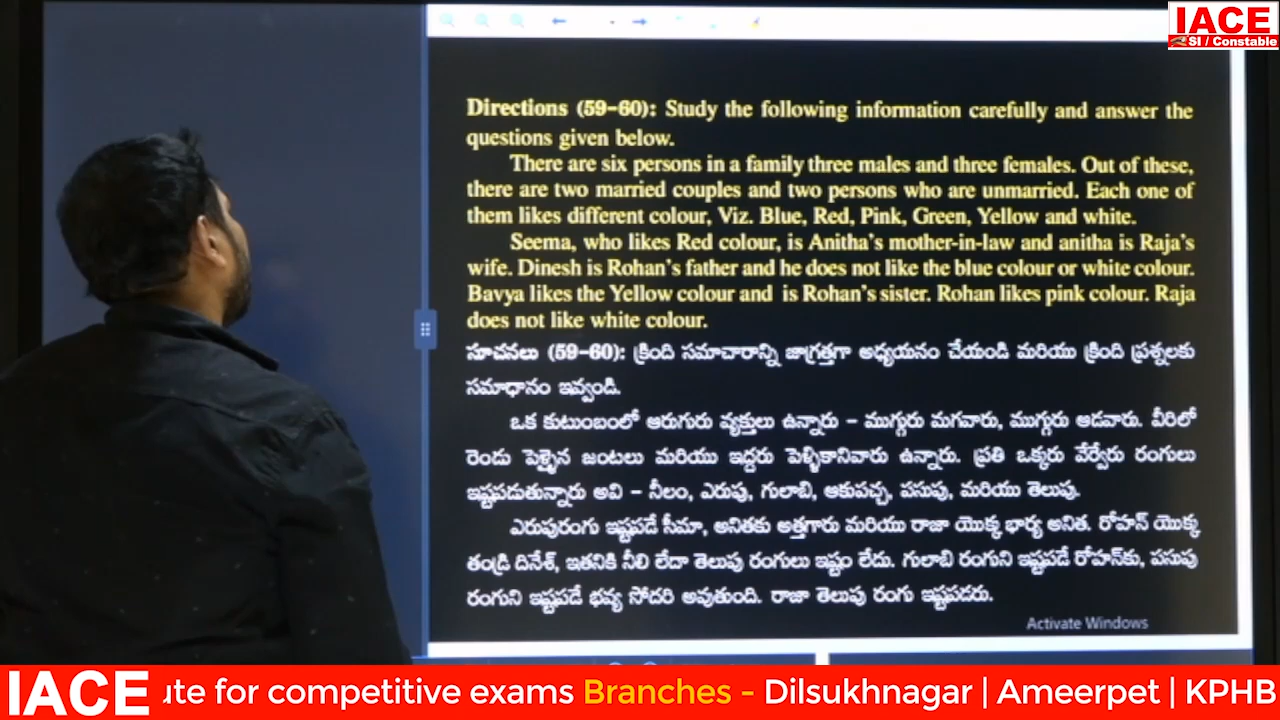 IACE
SI / Constable
Directions (59-60): Study the following information carefully and answer the
questions given below.
There are six persons in a family three males and three females. Out of these,
there are two married couples and two persons who are unmarried. Each one of
them likes different colour, Viz. Blue, Red, Pink, Green, Yellow and white.
Seema, who likes Red colour, is Anitha's mother-in-law and anitha is Raja's
wife. Dinesh is Rohan's father and he does not like the blue colour or white colour.
Bavya likes the Yellow colour and is Rohan's sister. Rohan likes pink colour. Raja
does not like white colour.
సూచనలు (59-60): క్రింది సమాచారాన్ని జాగ్రత్తగా అధ్యయనం చేయండి మరియు క్రింది ప్రశ్నలకు
సమాధానం ఇవ్వండి.
ఒక కుటుంబంలో ఆరుగురు వ్యక్తులు ఉన్నారు – ముగ్గురు మగవారు, ముగ్గురు ఆడవారు. వీరిలో
రెండు పెళ్ళైన జంటలు మరియు ఇద్దరు పెళ్ళికానివారు ఉన్నారు. ప్రతి ఒక్కరు వేర్వేరు రంగులు
ఇష్టపడుతున్నారు అవి – నీలం, ఎరుపు, గులాబి, ఆకుపచ్చ, పసుపు, మరియు తెలుపు.
ఎరుపురంగు ఇష్టపడే సీమా, అనితకు అత్తగారు మరియు రాజా యొక్క భార్య అనిత. రోహన్ యొక్క
తండ్రి దినేశ్, ఇతనికి నీలి లేదా తెలుపు రంగులు ఇష్టం లేదు. గులాబి రంగుని ఇష్టపడే రోహన్‌కు, పసుపు
రంగుని ఇష్టపడే భవ్య సోదరి అవుతుంది. రాజా తెలుపు రంగు ఇష్టపడరు.
Activate Windows
IACE ute for competitive exams Branches - Dilsukhnagar | Ameerpet | KPHB